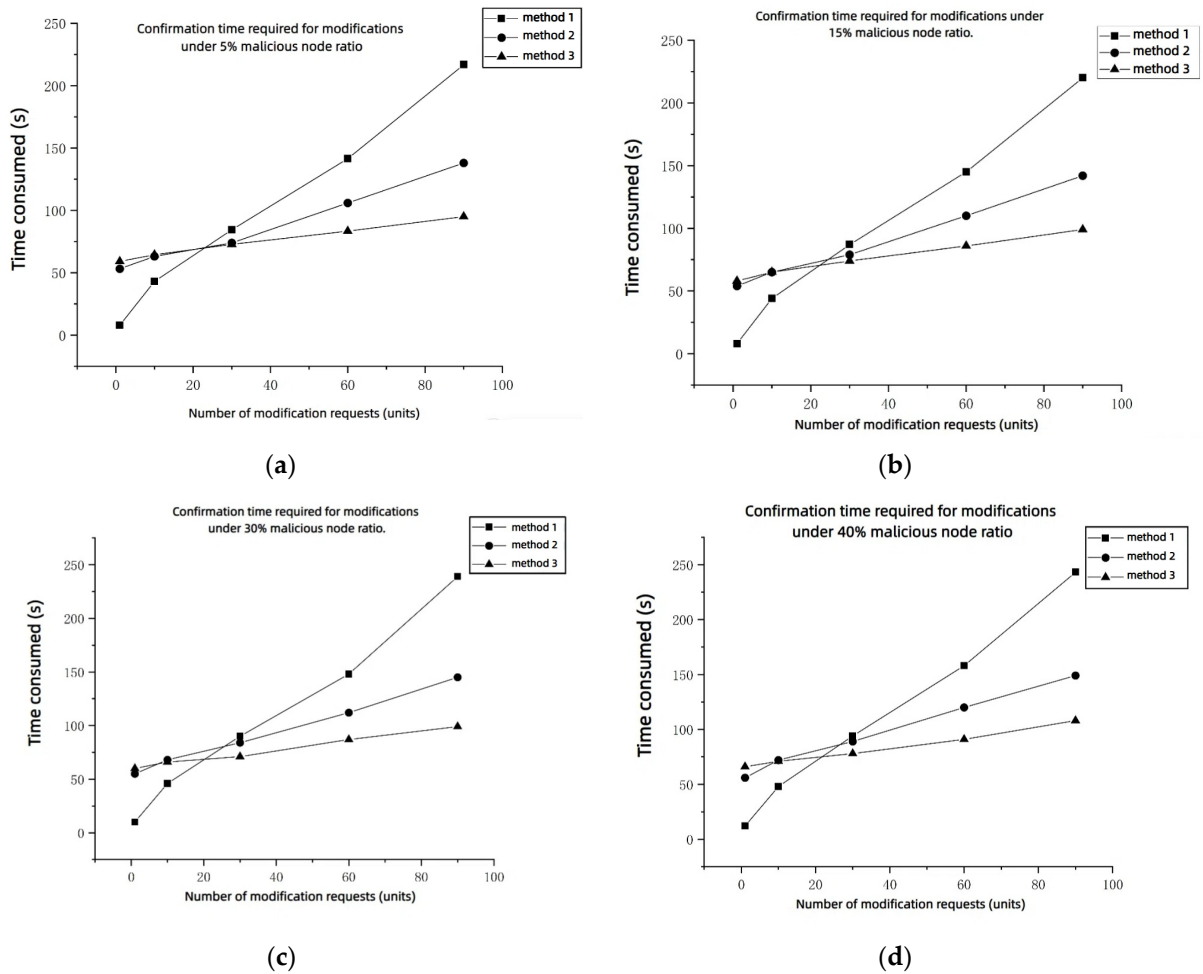 Confirmation time required for modifications
under 5% malicious node ratio
method 1
method 2
method 3
250
200
150
100
50
0
Time consumed (s)
0 20 40 60 80 100
Number of modification requests (units)
(a)
Confirmation time required for modifications under
15% malicious node ratio.
method 1
method 2
method 3
250
200
150
100
50
0
Time consumed (s)
0 20 40 60 80 100
Number of modification requests (units)
(b)
Confirmation time required for modifications
under 30% malicious node ratio.
method 1
method 2
method 3
250
200
150
100
50
0
Time consumed (s)
0 20 40 60 80 100
Number of modification requests (units)
(c)
Confirmation time required for modifications
under 40% malicious node ratio
method 1
method 2
method 3
250
200
150
100
50
0
Time consumed (s)
0 20 40 60 80 100
Number of modification requests (units)
(d)